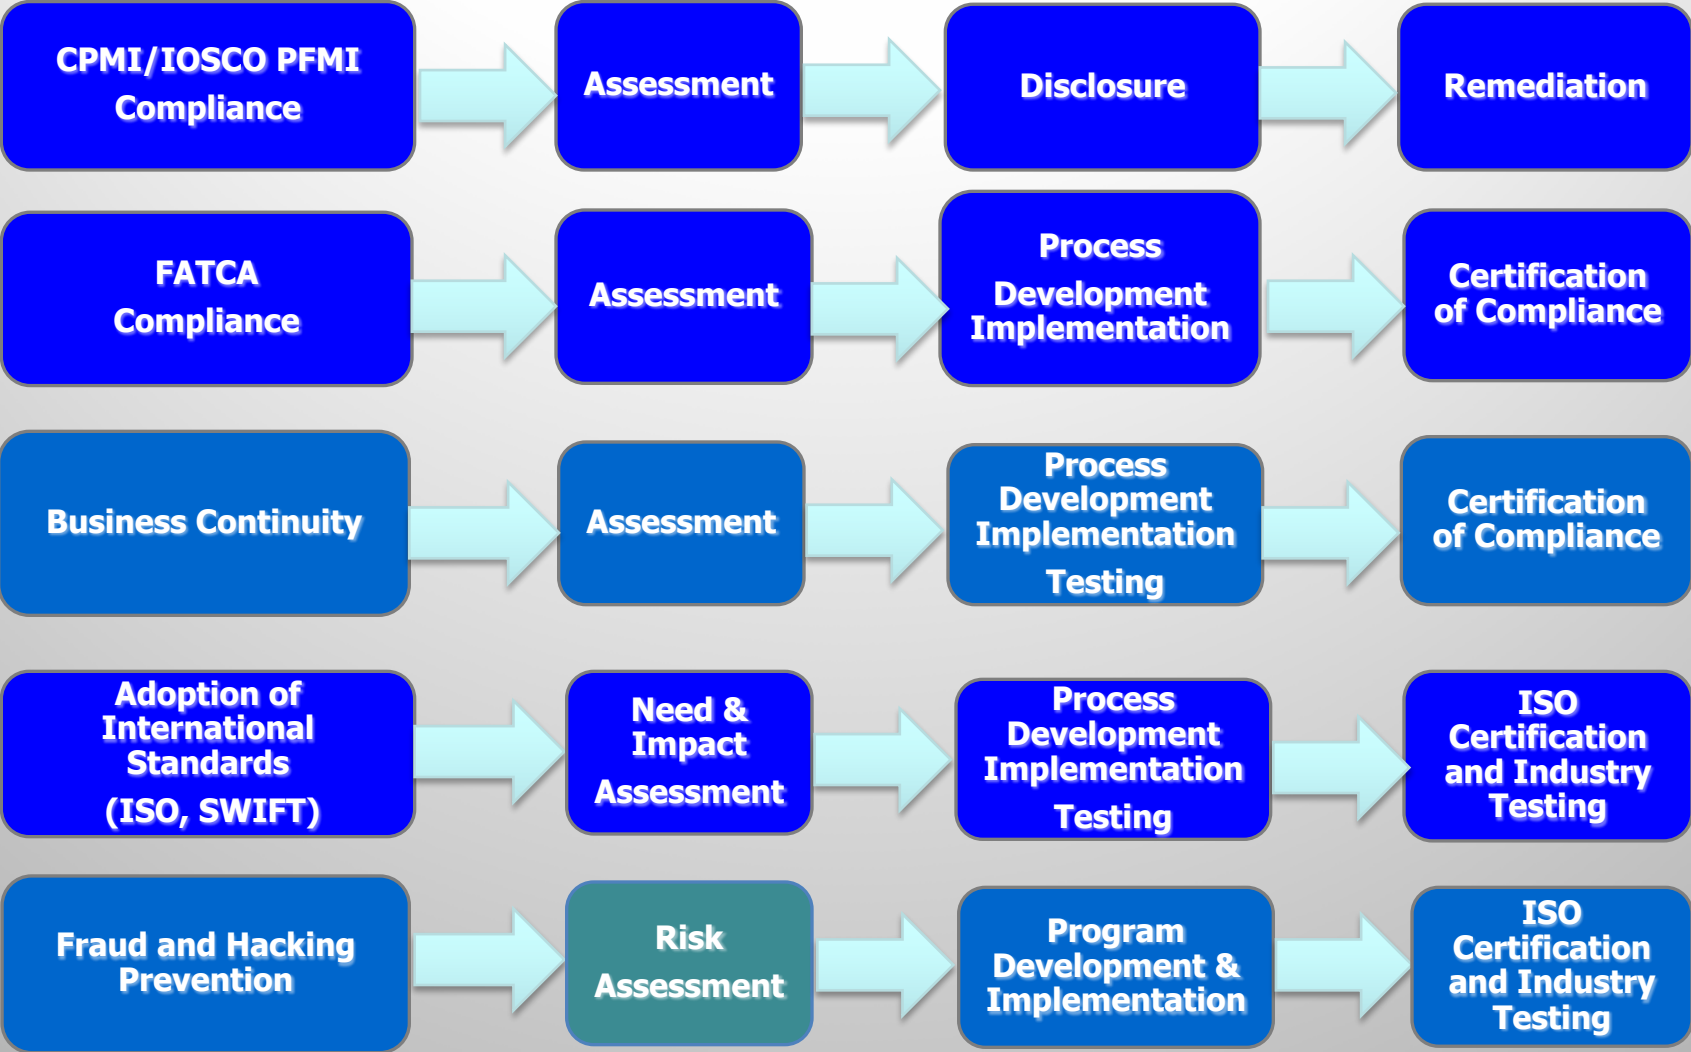 CPMI/IOSCO PFMI
Compliance
Assessment
Disclosure
Remediation
FATCA
Compliance
Assessment
Process
Development
Implementation
Certification
of Compliance
Business Continuity
Assessment
Process
Development
Implementation
Testing
Certification
of Compliance
Adoption of
International
Standards
(ISO, SWIFT)
Need &
Impact
Assessment
Process
Development
Implementation
Testing
ISO
Certification
and Industry
Testing
Fraud and Hacking
Prevention
Risk
Assessment
Program
Development &
Implementation
ISO
Certification
and Industry
Testing